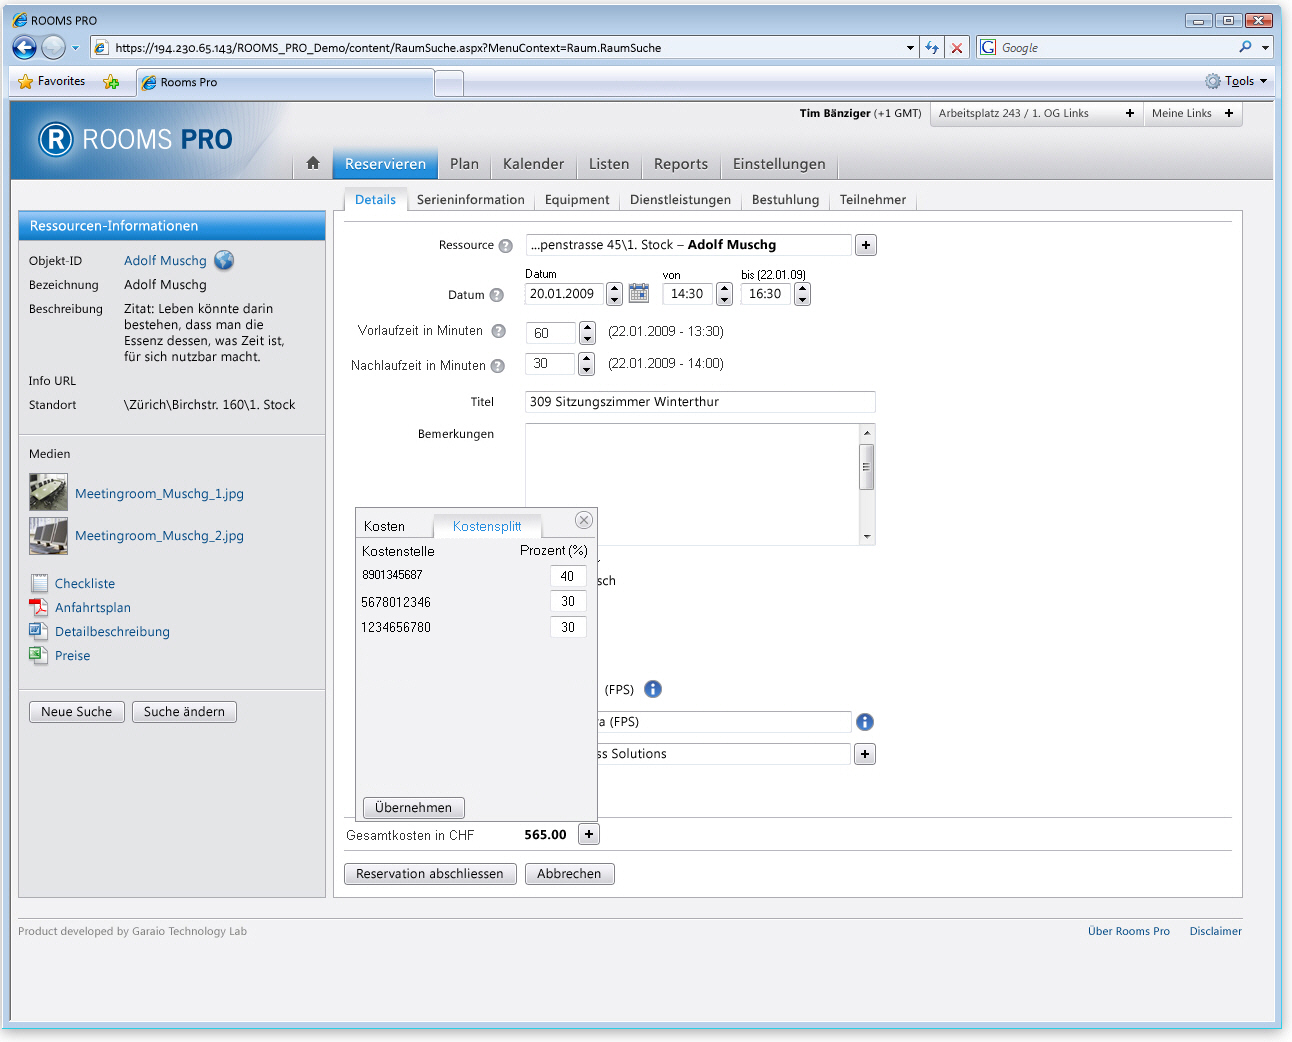 ROOMS PRO
https://194.230.65.143/ROOMS_PRO_Demo/content/RaumSuche.aspx?MenuContext=Raum.RaumSuche
Google
Favorites
Rooms Pro
Tools
Tim Bänziger (+1 GMT)
Arbeitsplatz 243 / 1. OG Links
Meine Links
R ROOMS PRO
Reservieren Plan Kalender Listen Reports Einstellungen
Details Serieninformation Equipment Dienstleistungen Bestuhlung Teilnehmer
Ressourcen-Informationen
Objekt-ID Adolf Muschg
Bezeichnung Adolf Muschg
Beschreibung Zitat: Leben könnte darin
bestehen, dass man die
Essenz dessen, was Zeit ist,
für sich nutzbar macht.
Info URL
Standort \Zürich\Birchstr. 160\1. Stock
Medien
Meetingroom_Muschg_1.jpg
Meetingroom_Muschg_2.jpg
Checkliste
Anfahrtsplan
Detailbeschreibung
Preise
Neue Suche Suche ändern
Ressource ? ...penstrasse 45\1. Stock – Adolf Muschg +
Datum von bis (22.01.09)
Datum ? 20.01.2009 14:30 16:30
Vorlaufzeit in Minuten ? 60 (22.01.2009 - 13:30)
Nachlaufzeit in Minuten ? 30 (22.01.2009 - 14:00)
Titel 309 Sitzungszimmer Winterthur
Bemerkungen
Kosten Kostensplitt
Kostenstelle Prozent (%)
8901345687 40
5678012346 30
1234656780 30
Übernehmen
sch
(FPS)
ra (FPS)
ss Solutions +
Gesamtkosten in CHF 565.00 +
Reservation abschliessen Abbrechen
Product developed by Garaio Technology Lab
Über Rooms Pro Disclaimer